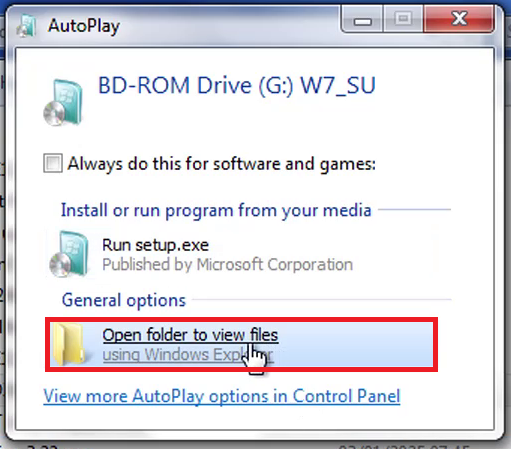 AutoPlay
BD-ROM Drive (G:) W7_SU
Always do this for software and games:
Install or run program from your media
Run setup.exe
Published by Microsoft Corporation
General options
Open folder to view files
using Windows Explorer
View more AutoPlay options in Control Panel